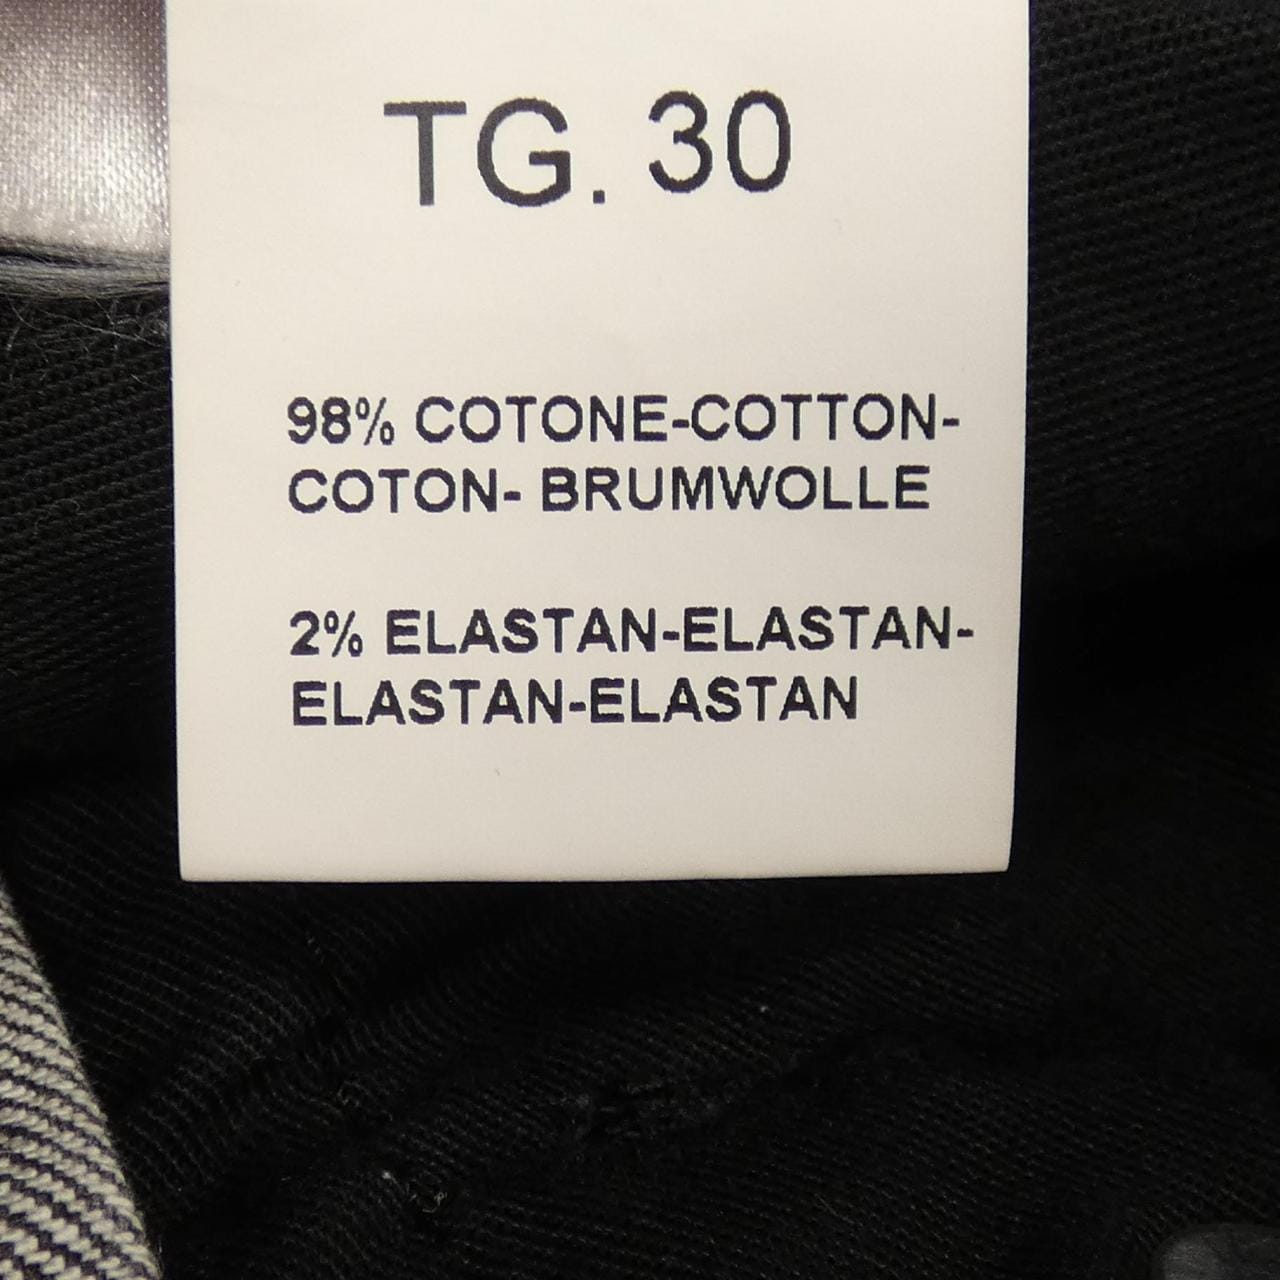 TG. 30
98% COTONE-COTTON-
COTON- BRUMWOLLE
2% ELASTAN-ELASTAN-
ELASTAN-ELASTAN